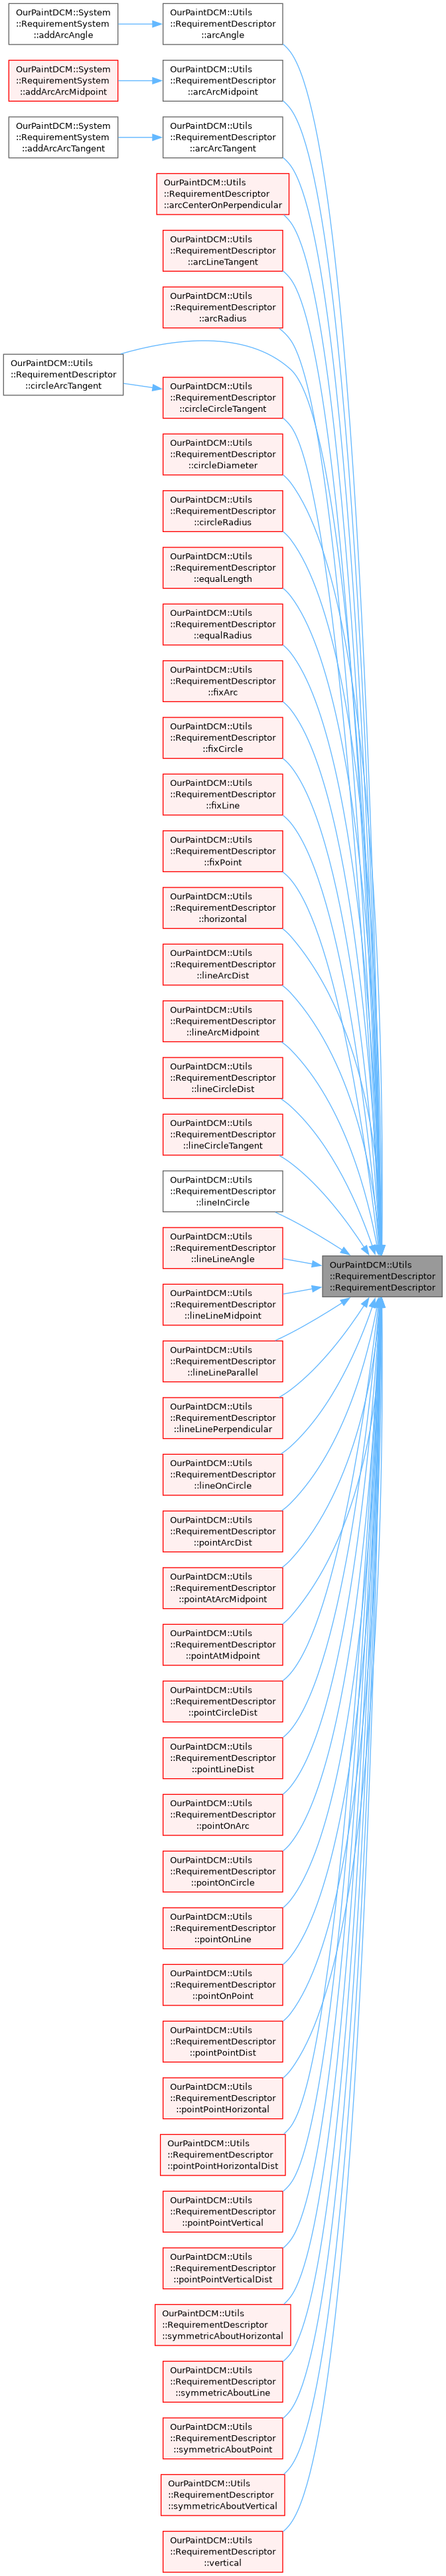 OurPaintDCM::System
::RequirementSystem
::addArcAngle
OurPaintDCM::Utils
::RequirementDescriptor
::arcAngle
OurPaintDCM::System
::RequirementSystem
::addArcArcMidpoint
OurPaintDCM::Utils
::RequirementDescriptor
::arcArcMidpoint
OurPaintDCM::System
::RequirementSystem
::addArcArcTangent
OurPaintDCM::Utils
::RequirementDescriptor
::arcArcTangent
OurPaintDCM::Utils
::RequirementDescriptor
::arcCenterOnPerpendicular
OurPaintDCM::Utils
::RequirementDescriptor
::arcLineTangent
OurPaintDCM::Utils
::RequirementDescriptor
::arcRadius
OurPaintDCM::Utils
::RequirementDescriptor
::circleArcTangent
OurPaintDCM::Utils
::RequirementDescriptor
::circleCircleTangent
OurPaintDCM::Utils
::RequirementDescriptor
::circleDiameter
OurPaintDCM::Utils
::RequirementDescriptor
::circleRadius
OurPaintDCM::Utils
::RequirementDescriptor
::equalLength
OurPaintDCM::Utils
::RequirementDescriptor
::equalRadius
OurPaintDCM::Utils
::RequirementDescriptor
::fixArc
OurPaintDCM::Utils
::RequirementDescriptor
::fixCircle
OurPaintDCM::Utils
::RequirementDescriptor
::fixLine
OurPaintDCM::Utils
::RequirementDescriptor
::fixPoint
OurPaintDCM::Utils
::RequirementDescriptor
::horizontal
OurPaintDCM::Utils
::RequirementDescriptor
::lineArcDist
OurPaintDCM::Utils
::RequirementDescriptor
::lineArcMidpoint
OurPaintDCM::Utils
::RequirementDescriptor
::lineCircleDist
OurPaintDCM::Utils
::RequirementDescriptor
::lineCircleTangent
OurPaintDCM::Utils
::RequirementDescriptor
::lineInCircle
OurPaintDCM::Utils
::RequirementDescriptor
::lineLineAngle
OurPaintDCM::Utils
::RequirementDescriptor
::RequirementDescriptor
OurPaintDCM::Utils
::RequirementDescriptor
::lineLineMidpoint
OurPaintDCM::Utils
::RequirementDescriptor
::lineLineParallel
OurPaintDCM::Utils
::RequirementDescriptor
::lineLinePerpendicular
OurPaintDCM::Utils
::RequirementDescriptor
::lineOnCircle
OurPaintDCM::Utils
::RequirementDescriptor
::pointArcDist
OurPaintDCM::Utils
::RequirementDescriptor
::pointAtArcMidpoint
OurPaintDCM::Utils
::RequirementDescriptor
::pointAtMidpoint
OurPaintDCM::Utils
::RequirementDescriptor
::pointCircleDist
OurPaintDCM::Utils
::RequirementDescriptor
::pointLineDist
OurPaintDCM::Utils
::RequirementDescriptor
::pointOnArc
OurPaintDCM::Utils
::RequirementDescriptor
::pointOnCircle
OurPaintDCM::Utils
::RequirementDescriptor
::pointOnLine
OurPaintDCM::Utils
::RequirementDescriptor
::pointOnPoint
OurPaintDCM::Utils
::RequirementDescriptor
::pointPointDist
OurPaintDCM::Utils
::RequirementDescriptor
::pointPointHorizontal
OurPaintDCM::Utils
::RequirementDescriptor
::pointPointHorizontalDist
OurPaintDCM::Utils
::RequirementDescriptor
::pointPointVertical
OurPaintDCM::Utils
::RequirementDescriptor
::pointPointVerticalDist
OurPaintDCM::Utils
::RequirementDescriptor
::symmetricAboutHorizontal
OurPaintDCM::Utils
::RequirementDescriptor
::symmetricAboutLine
OurPaintDCM::Utils
::RequirementDescriptor
::symmetricAboutPoint
OurPaintDCM::Utils
::RequirementDescriptor
::symmetricAboutVertical
OurPaintDCM::Utils
::RequirementDescriptor
::vertical